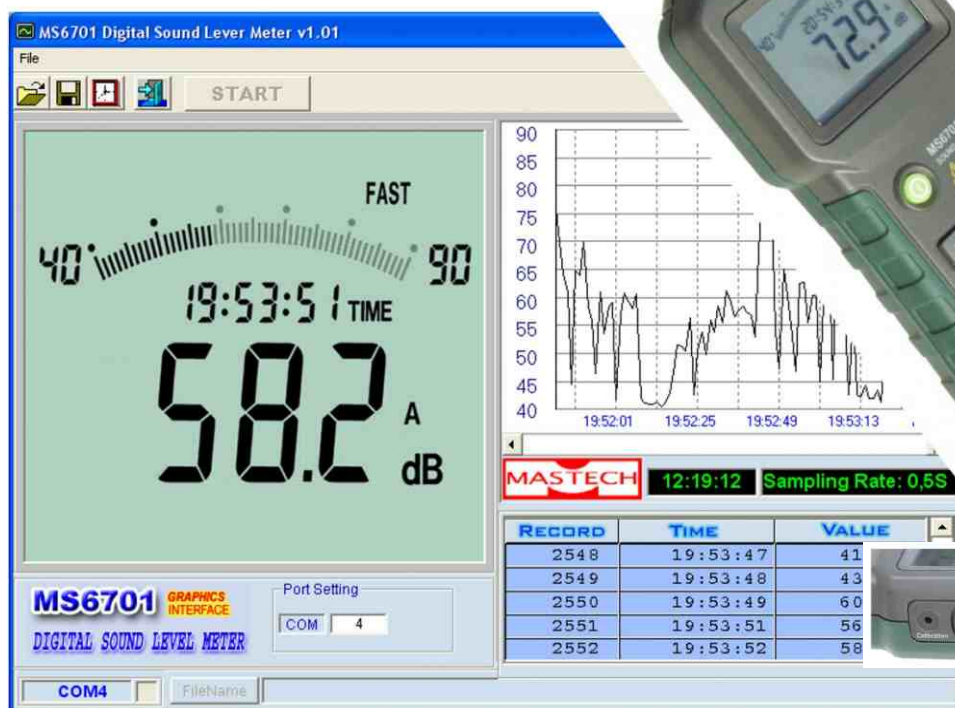 MS6701 Digital Sound Lever Meter v1.01
File
START
FAST
40 90
19:53:51 TIME
58.2 A
dB
90
85
80
75
70
65
60
55
50
45
40
19:52:01 19:52:25 19:52:49 19:53:13
MASTECH 12:19:12 Sampling Rate: 0,5S
RECORD TIME VALUE
2548 19:53:47 41
2549 19:53:48 43
2550 19:53:49 60
2551 19:53:51 56
2552 19:53:52 58
MS6701 GRAPHICS
INTERFACE
DIGITAL SOUND LEVEL METER
Port Setting
COM 4
COM4 FileName
40
72.9 dB
MS6701
Calibration